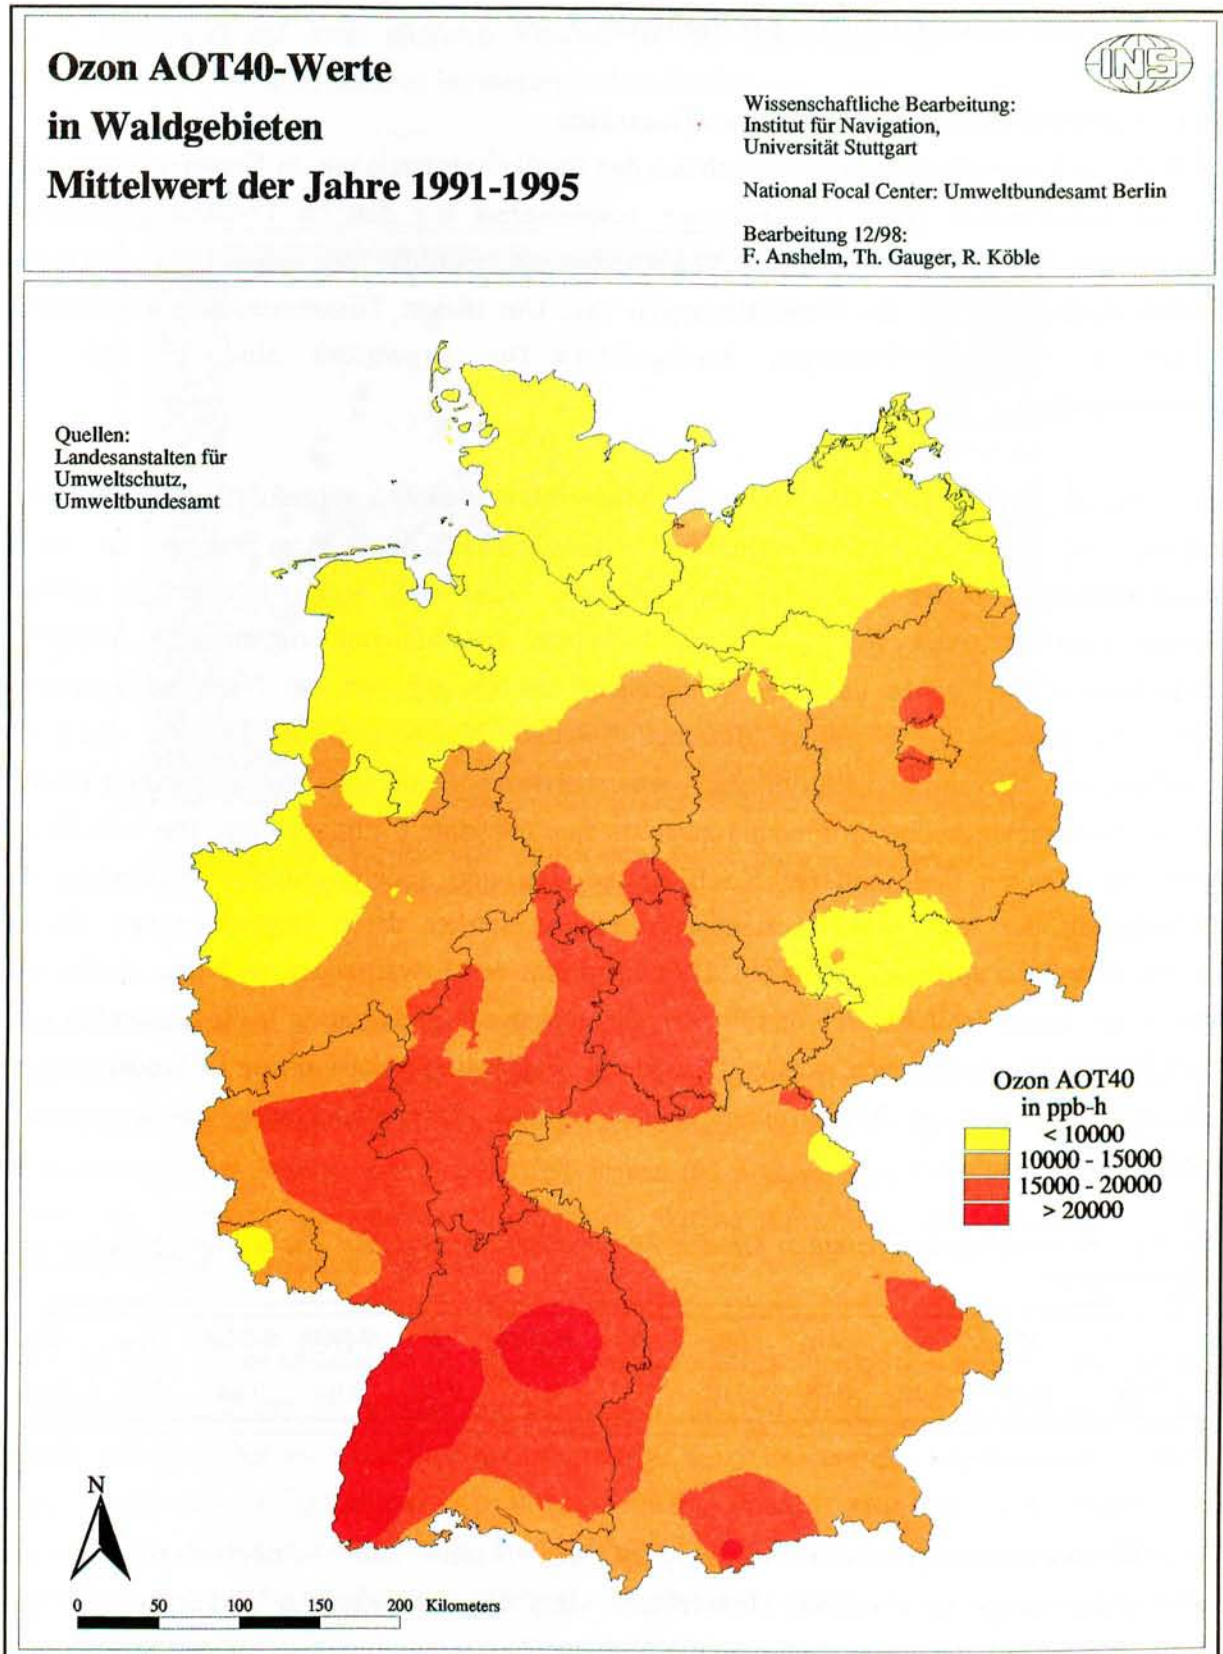 Ozon AOT40-Werte
in Waldgebieten
Mittelwert der Jahre 1991-1995
INS
Wissenschaftliche Bearbeitung:
Institut für Navigation,
Universität Stuttgart
National Focal Center: Umweltbundesamt Berlin
Bearbeitung 12/98:
F. Anshelm, Th. Gauger, R. Köble
Quellen:
Landesanstalten für
Umweltschutz,
Umweltbundesamt
Ozon AOT40
in ppb-h
< 10000
10000 - 15000
15000 - 20000
> 20000
N
0 50 100 150 200 Kilometers